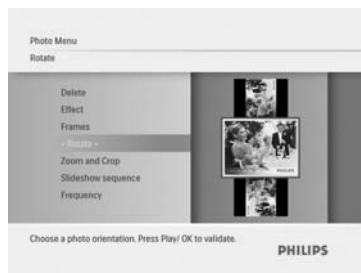 Photo Menu
Rotate
Delete
Effect
Frames
- Rotate -
Zoom and Crop
Slideshow sequence
Frequency
PHILIPS
Choose a photo orientation. Press Play/ OK to validate.
PHILIPS